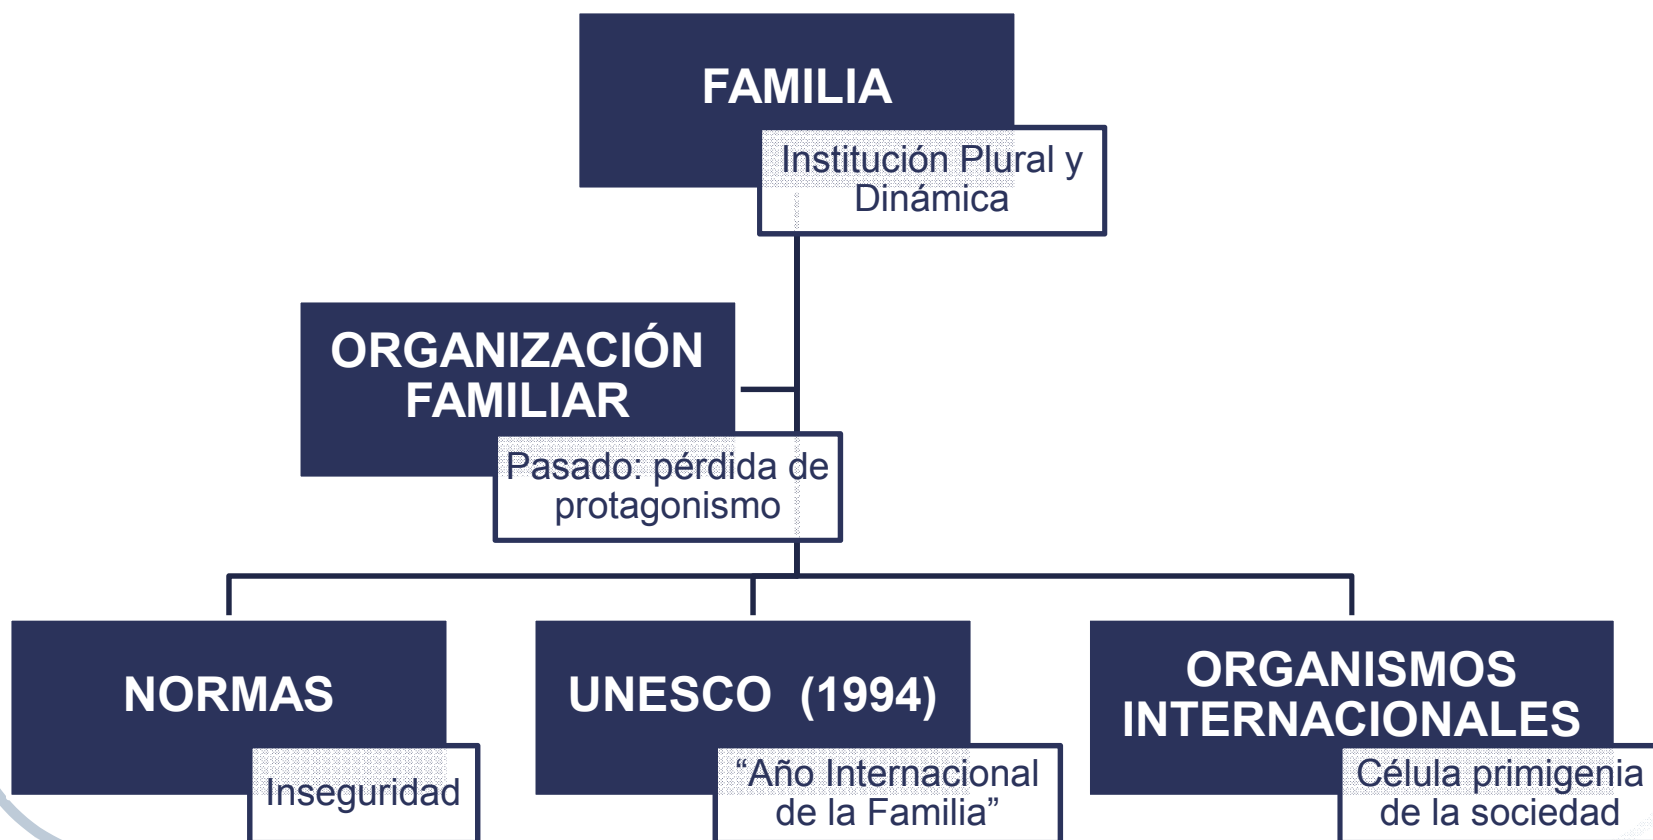 FAMILIA
Institución Plural y
Dinámica
ORGANIZACIÓN
FAMILIAR
Pasado: pérdida de
protagonismo
NORMAS
Inseguridad
UNESCO (1994)
“Año Internacional
de la Familia”
ORGANISMOS
INTERNACIONALES
Célula primigenia
de la sociedad